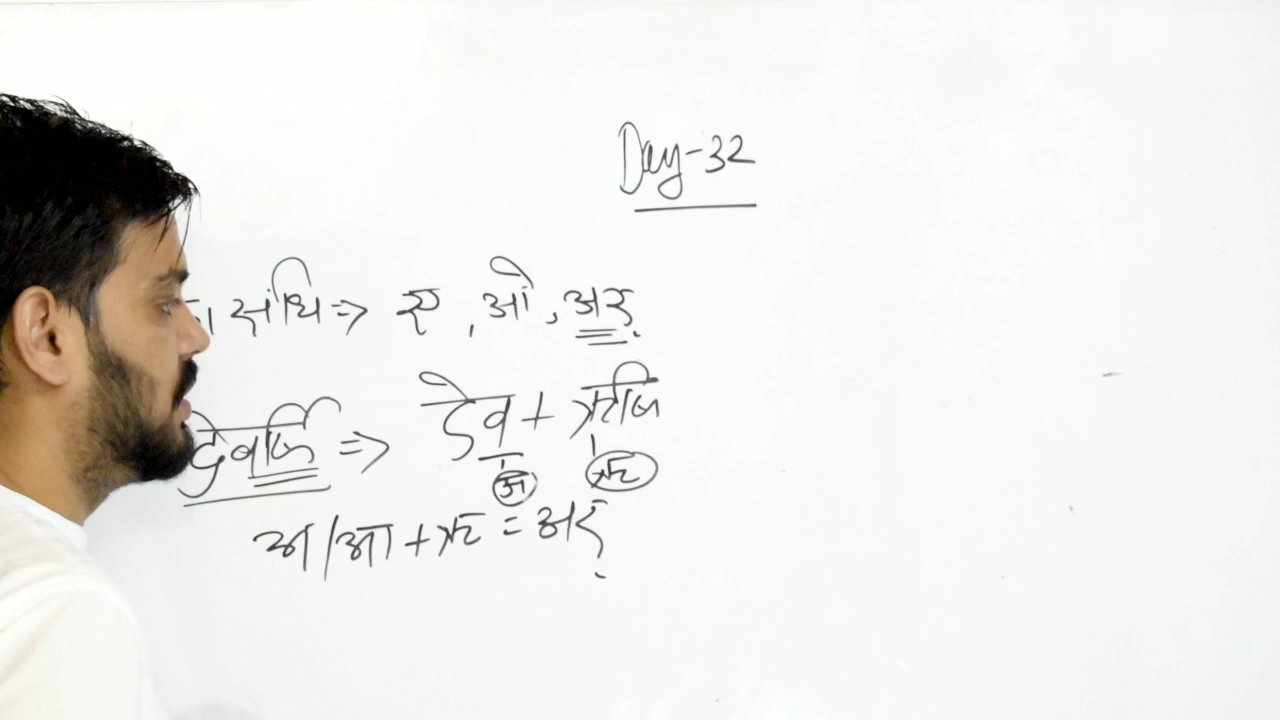 Day-32
संधि => ए, ओ, अर्
देवर्षि => देव + ऋषि
अ ऋ
अ/आ + ऋ = अर्